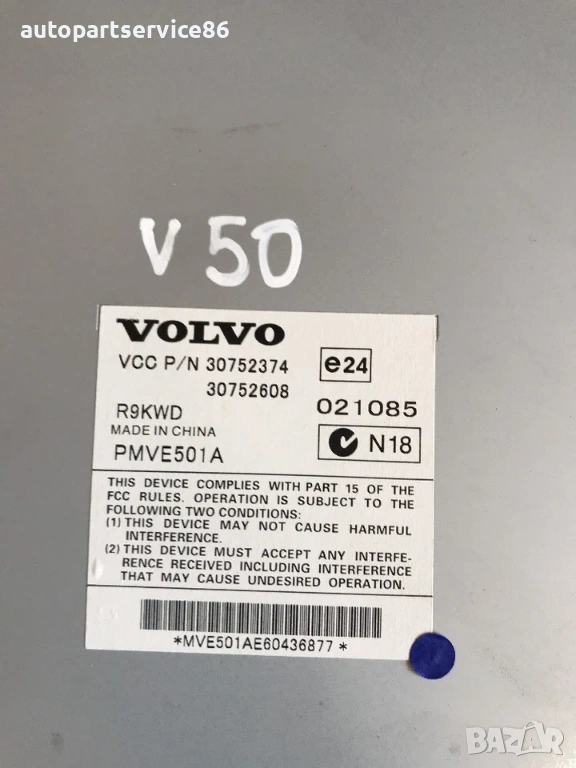 autopartservice86
V 50
VOLVO
VCC P/N 30752374
30752608
e24
R9KWD
021085
MADE IN CHINA
PMVE501A
N18
THIS DEVICE COMPLIES WITH PART 15 OF THE
FCC RULES. OPERATION IS SUBJECT TO THE
FOLLOWING TWO CONDITIONS:
(1) THIS DEVICE MAY NOT CAUSE HARMFUL
INTERFERENCE.
(2) THIS DEVICE MUST ACCEPT ANY INTERFE-
RENCE RECEIVED INCLUDING INTERFERENCE
THAT MAY CAUSE UNDESIRED OPERATION.
*MVE501AE60436877*
BAZAR